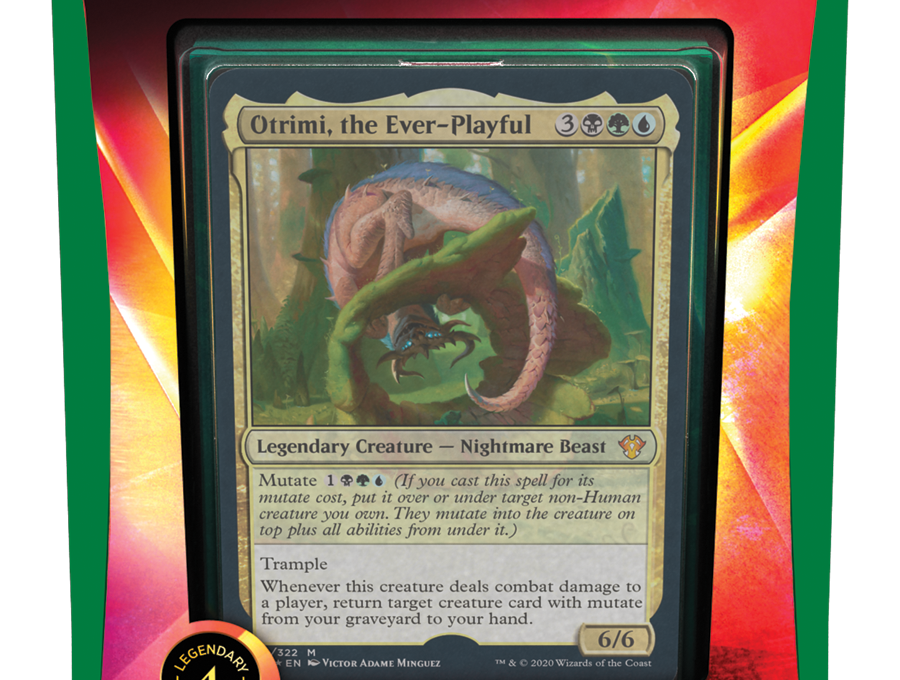 Otrimi, the Ever-Playful 3
Legendary Creature — Nightmare Beast
Mutate 1 (If you cast this spell for its
mutate cost, put it over or under target non-Human
creature you own. They mutate into the creature on
top plus all abilities from under it.)
Trample
Whenever this creature deals combat damage to
a player, return target creature card with mutate
from your graveyard to your hand.
6/6
/322 M
EN Victor Adame Minguez
™ & © 2020 Wizards of the Coast
LEGENDARY